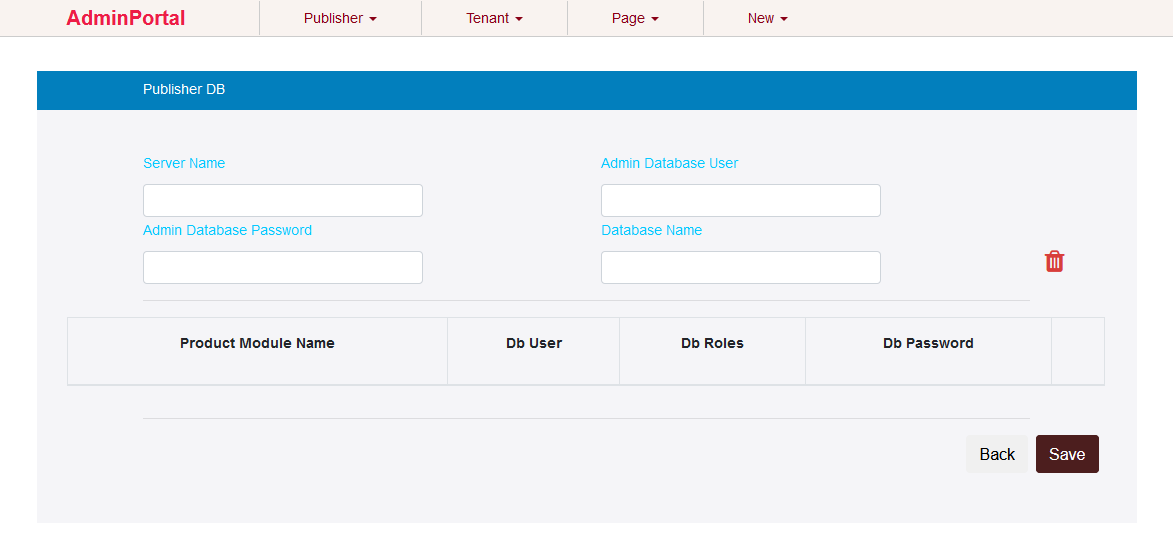 AdminPortal Publisher Tenant Page New
Publisher DB
Server Name Admin Database User
Admin Database Password Database Name
Product Module Name Db User Db Roles Db Password
Back Save